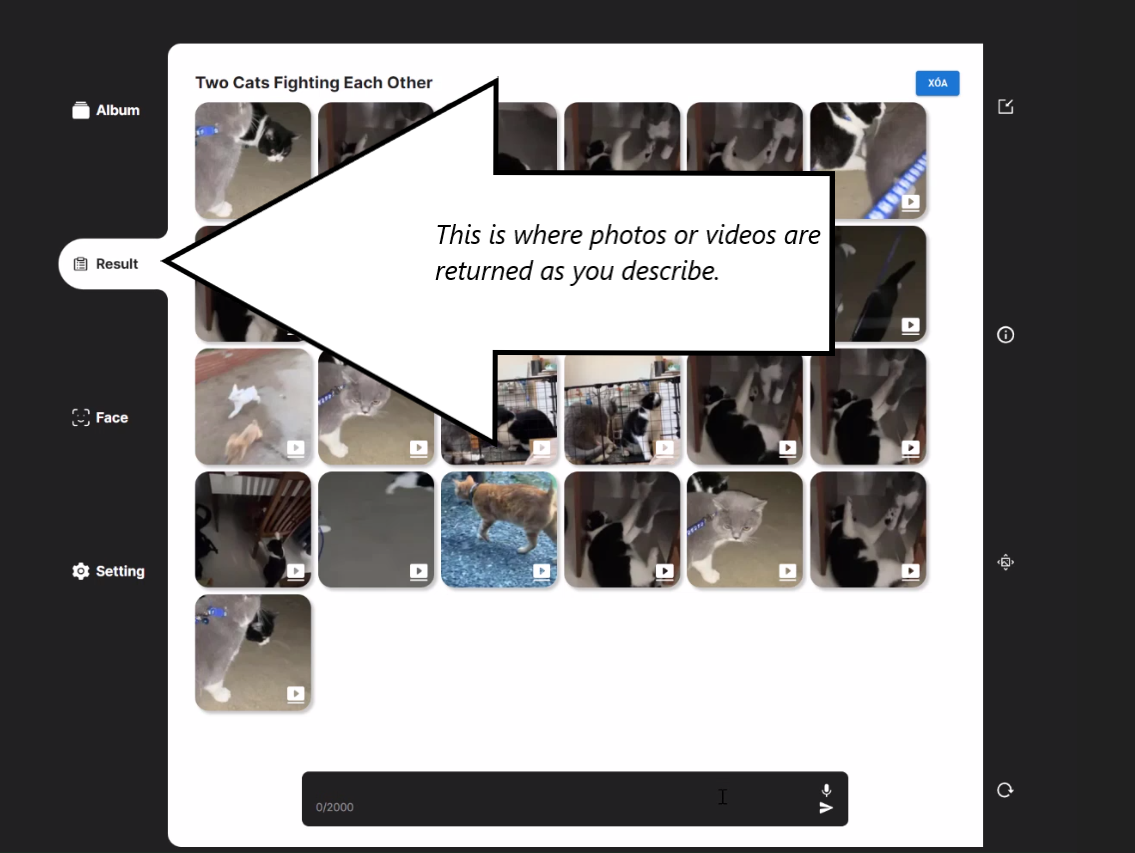 Two Cats Fighting Each Other
XÓA
Album
This is where photos or videos are
returned as you describe.
Result
Face
Setting
0/2000